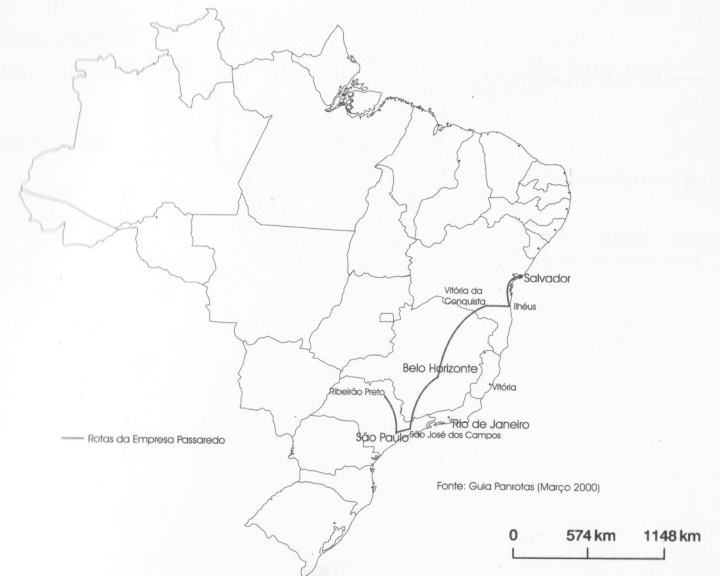 Salvador
Vitória da
Conquista
Ilhéus
Belo Horizonte
Vitória
Ribeirão Preto
Rio de Janeiro
São Paulo
São José dos Campos
Rotas da Empresa Passaredo
Fonte: Guia Panrotas (Março 2000)
0 574 km 1148 km